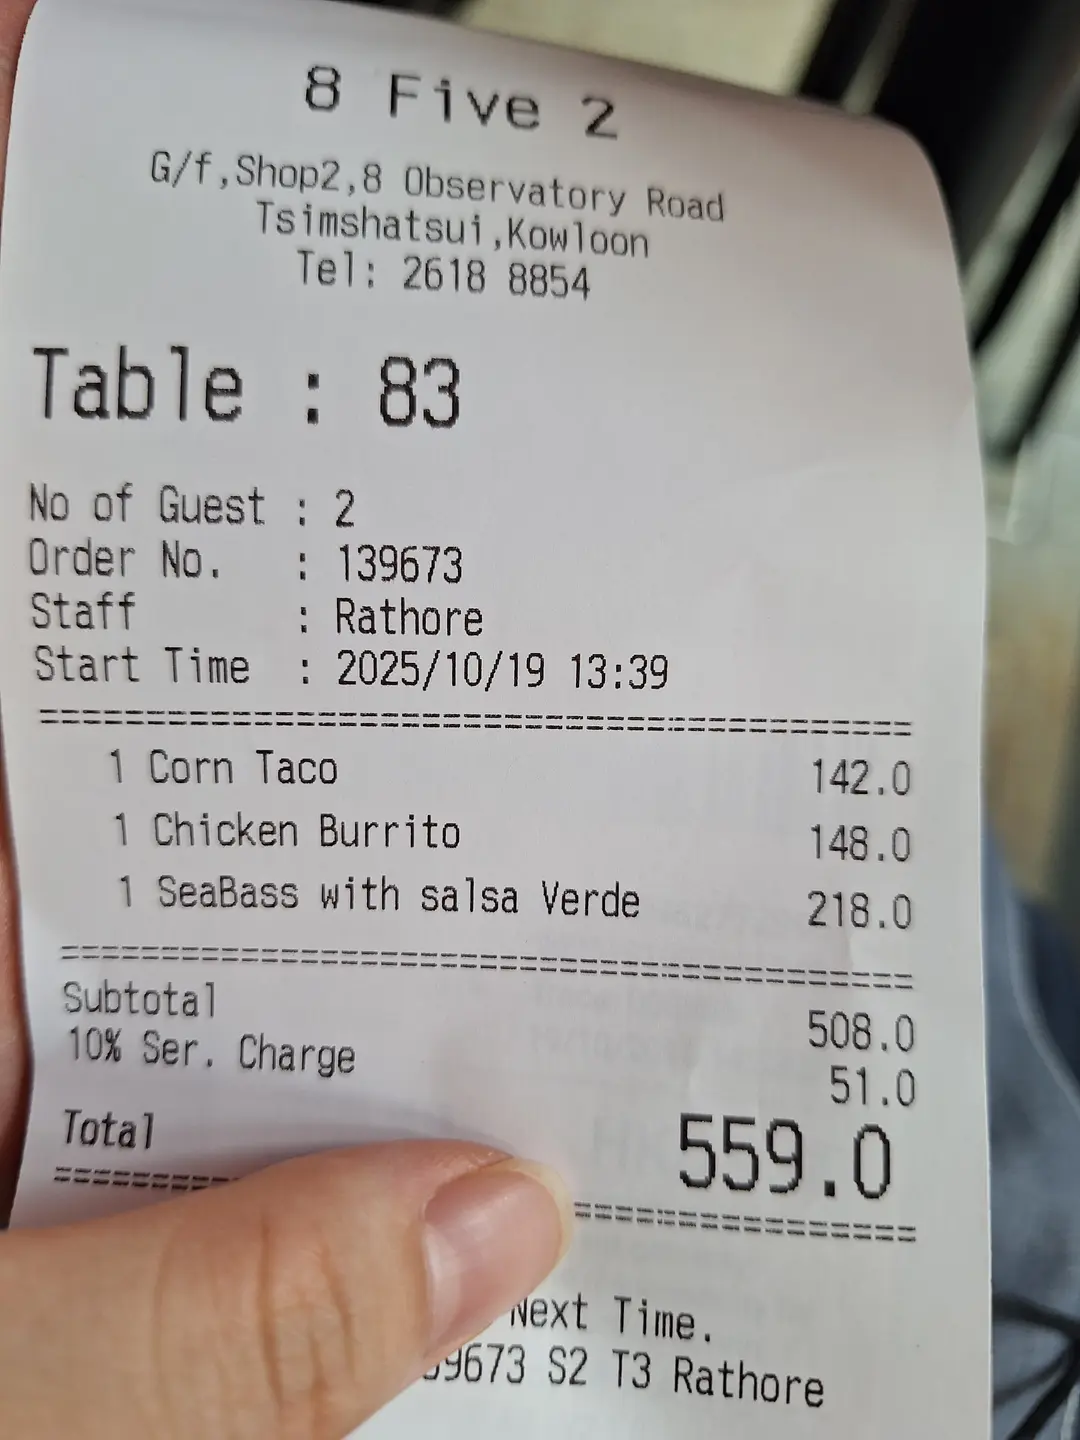 8 Five 2
G/f,Shop2,8 Observatory Road
Tsimshatsui,Kowloon
Tel: 2618 8854
Table : 83
No of Guest : 2
Order No. : 139673
Staff : Rathore
Start Time : 2025/10/19 13:39
1 Corn Taco 142.0
1 Chicken Burrito 148.0
1 SeaBass with salsa Verde 218.0
Subtotal 508.0
10% Ser. Charge 51.0
Total 559.0
Next Time.
9673 S2 T3 Rathore